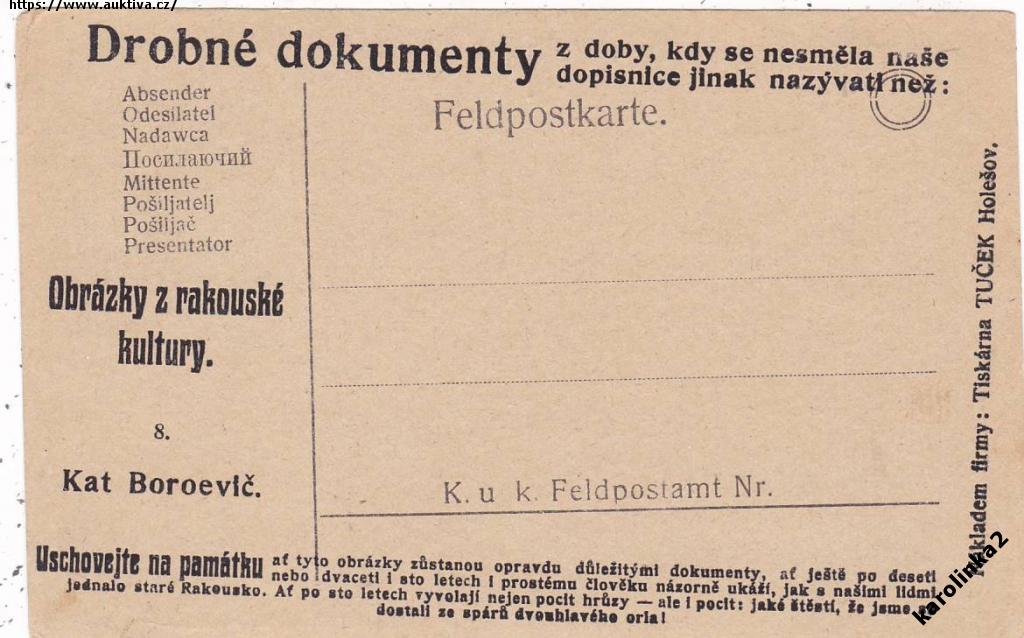 https://www.auktiva.cz/
Drobné dokumenty z doby, kdy se nesměla naše
dopisnice jinak nazývati než:
Absender
Odesílatel
Nadawca
Посилаючий
Mittente
Pošiljatelj
Pošiljač
Presentator
Feldpostkarte.
Obrázky z rakouské
kultury.
8.
Kat Boroevič.
K. u k. Feldpostamt Nr.
Nákladem firmy: Tiskárna TUČEK Holešov.
Uschovejte na památku ať tyto obrázky zůstanou opravdu důležitými dokumenty, ať ještě po deseti
nebo dvaceti i sto letech i prostému člověku názorně ukáží, jak s našimi lidmi
jednalo staré Rakousko. Ať po sto letech vyvolají nejen pocit hrůzy — ale i pocit: jaké štěstí, že jsme se
dostali ze spárů dvouhlavého orla!
karolinka2